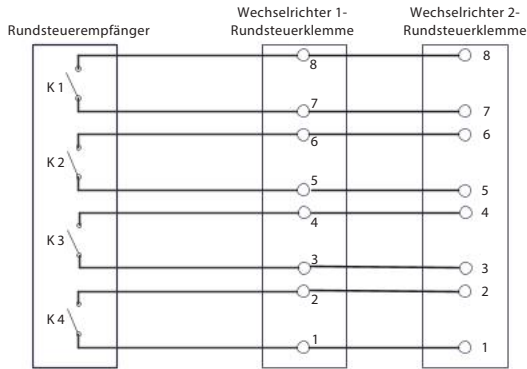 Rundsteuerempfänger
Wechselrichter 1-
Rundsteuerklemme
Wechselrichter 2-
Rundsteuerklemme
K 1
8
8
7
7
K 2
6
6
5
5
K 3
4
4
3
3
K 4
2
2
1
1